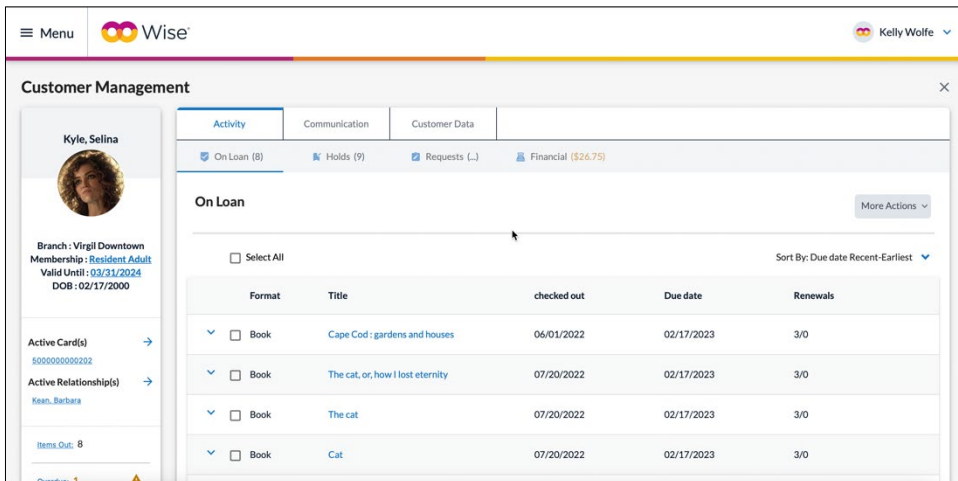 Menu
Wise
Kelly Wolfe
Customer Management
Kyle, Selina
Branch : Virgil Downtown
Membership : Resident Adult
Valid Until : 03/31/2024
DOB : 02/17/2000
Active Card(s)
5000000000202
Active Relationship(s)
Kean, Barbara
Items Out: 8
Activity Communication Customer Data
On Loan (8) Holds (9) Requests (...) Financial ($26.75)
On Loan
More Actions
Select All
Sort By: Due date Recent-Earliest
Format Title checked out Due date Renewals
Book Cape Cod : gardens and houses 06/01/2022 02/17/2023 3/0
Book The cat, or, how I lost eternity 07/20/2022 02/17/2023 3/0
Book The cat 07/20/2022 02/17/2023 3/0
Book Cat 07/20/2022 02/17/2023 3/0